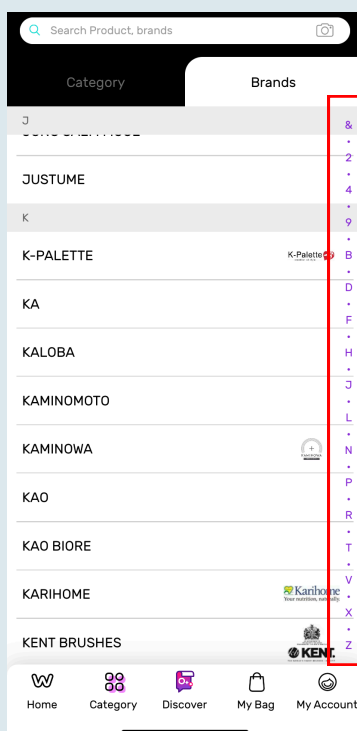 Search Product, brands
Category
Brands
J
JUSTUME
K
K-PALETTE
K-Palette
KA
KALOBA
KAMINOMOTO
KAMINOWA
KAMINOWA
KAO
KAO BIORE
KARIHOME
Karihome
Your nutrition, naturally.
KENT BRUSHES
KENT.
&
•
2
•
4
•
9
•
B
•
D
•
F
•
H
•
J
•
L
•
N
•
P
•
R
•
T
•
V
•
X
•
Z
Home
Category
Discover
My Bag
My Account